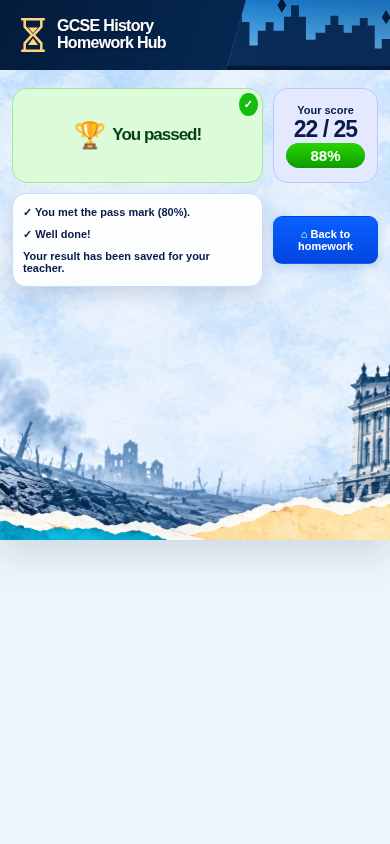 GCSE History
Homework Hub
✓
🏆 You passed!
Your score
22 / 25
88%
✓ You met the pass mark (80%).
✓ Well done!
Your result has been saved for your
teacher.
⌂ Back to
homework